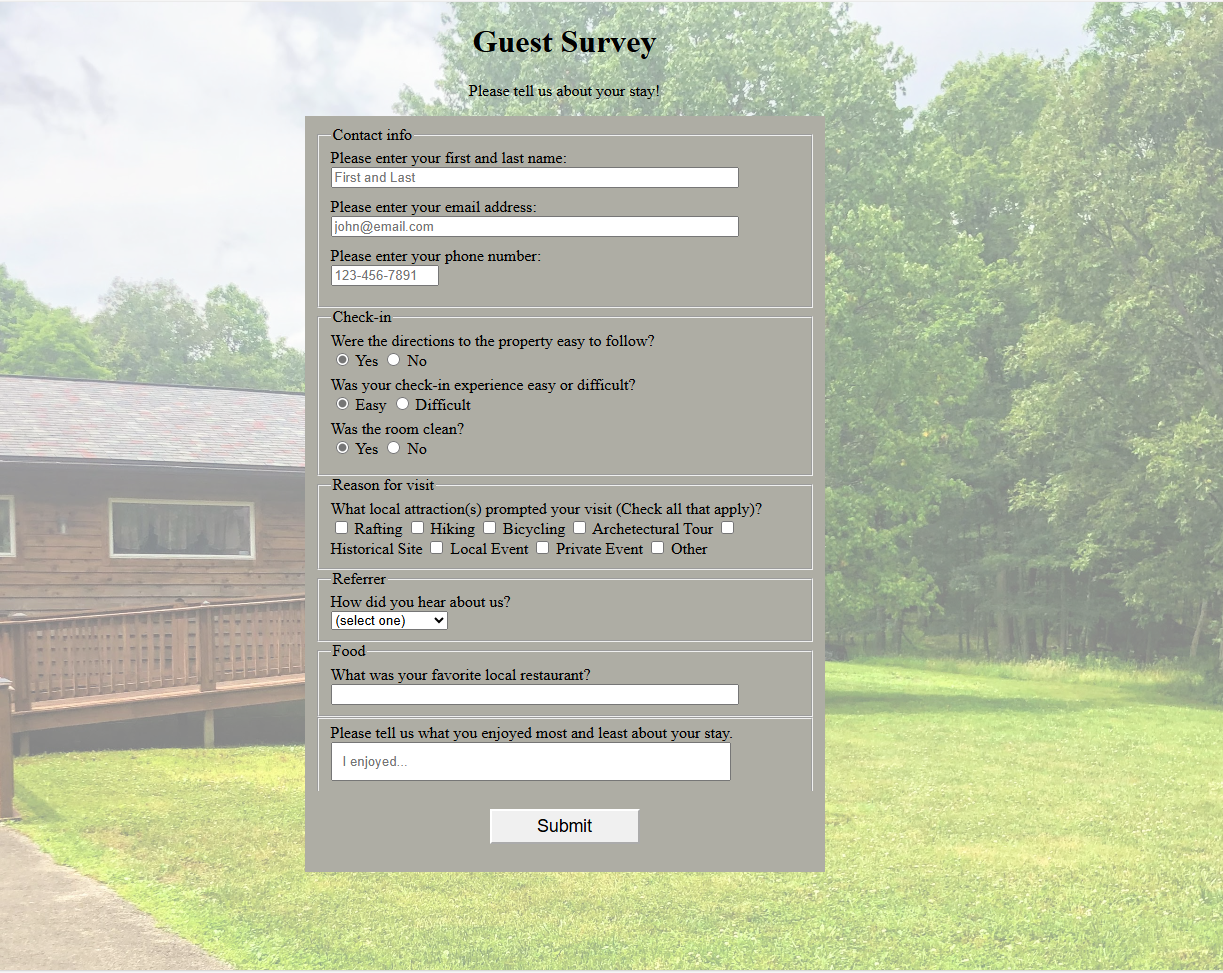 Guest Survey
Please tell us about your stay!
Contact info
Please enter your first and last name:
First and Last
Please enter your email address:
john@email.com
Please enter your phone number:
123-456-7891
Check-in
Were the directions to the property easy to follow?
Yes No
Was your check-in experience easy or difficult?
Easy Difficult
Was the room clean?
Yes No
Reason for visit
What local attraction(s) prompted your visit (Check all that apply)?
Rafting Hiking Bicycling Archetectural Tour
Historical Site Local Event Private Event Other
Referrer
How did you hear about us?
(select one)
Food
What was your favorite local restaurant?
Please tell us what you enjoyed most and least about your stay.
I enjoyed...
Submit